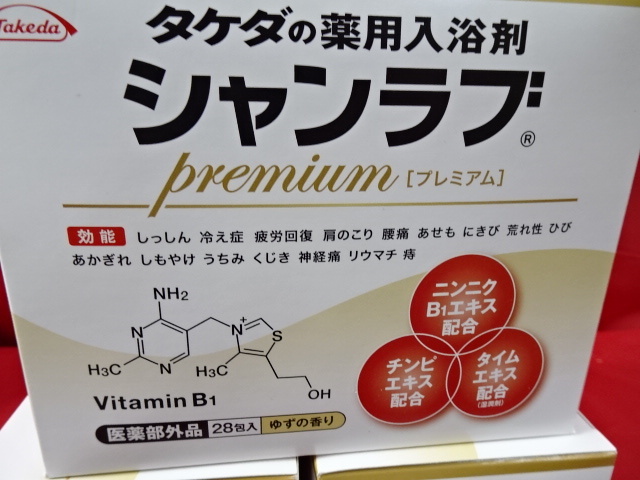 Takeda
タケダの薬用入浴剤
シャンラブ®
premium [プレミアム]
効能 しっしん 冷え症 疲労回復 肩のこり 腰痛 あせも にきび 荒れ性 ひび
あかぎれ しもやけ うちみ くじき 神経痛 リウマチ 痔
NH2
N
N
H3C
N+
S
H3C
OH
Vitamin B1
ニンニク
B1エキス
配合
チンピ
エキス
配合
タイム
エキス
配合
(湿潤剤)
医薬部外品 28包入 ゆずの香り